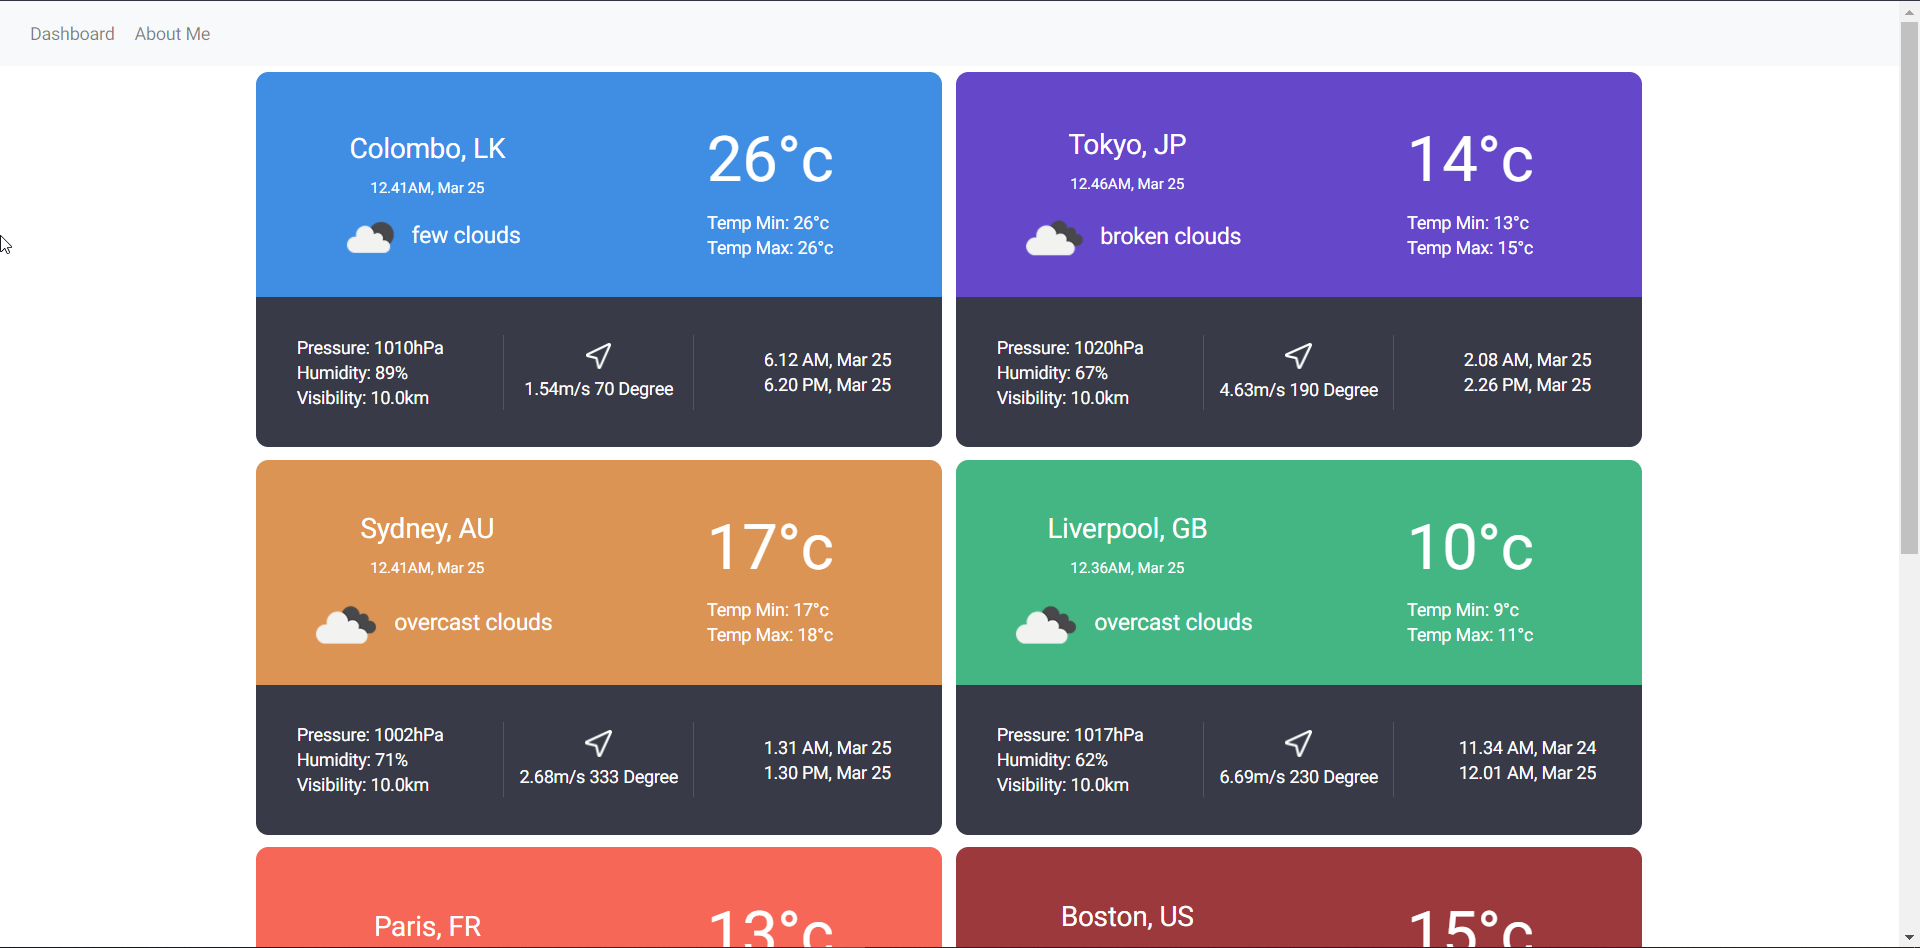 Dashboard About Me
Colombo, LK
12.41AM, Mar 25
few clouds
26°c
Temp Min: 26°c
Temp Max: 26°c
Pressure: 1010hPa
Humidity: 89%
Visibility: 10.0km
1.54m/s 70 Degree
6.12 AM, Mar 25
6.20 PM, Mar 25
Tokyo, JP
12.46AM, Mar 25
broken clouds
14°c
Temp Min: 13°c
Temp Max: 15°c
Pressure: 1020hPa
Humidity: 67%
Visibility: 10.0km
4.63m/s 190 Degree
2.08 AM, Mar 25
2.26 PM, Mar 25
Sydney, AU
12.41AM, Mar 25
overcast clouds
17°c
Temp Min: 17°c
Temp Max: 18°c
Pressure: 1002hPa
Humidity: 71%
Visibility: 10.0km
2.68m/s 333 Degree
1.31 AM, Mar 25
1.30 PM, Mar 25
Liverpool, GB
12.36AM, Mar 25
overcast clouds
10°c
Temp Min: 9°c
Temp Max: 11°c
Pressure: 1017hPa
Humidity: 62%
Visibility: 10.0km
6.69m/s 230 Degree
11.34 AM, Mar 24
12.01 AM, Mar 25
Paris, FR
13°c
Boston, US
15°c